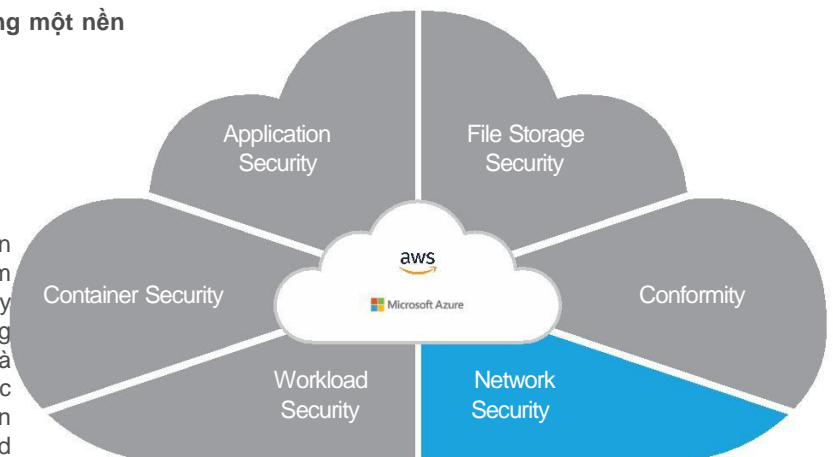 ng một nền
Application
Security
File Storage
Security
n
m
y
g
à
c
n
d
Container Security
aws
Microsoft Azure
Conformity
Workload
Security
Network
Security